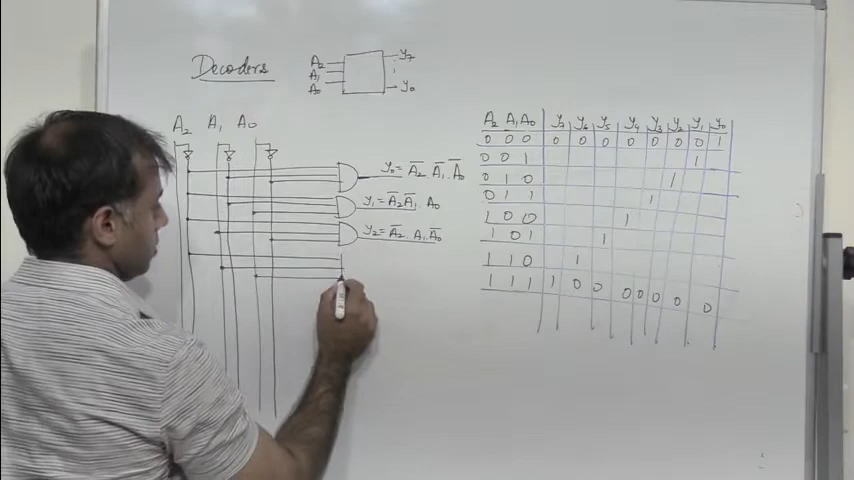 Decoders
A₂
A₁
A₀
Y₇
Y₀
A₂ A₁ A₀
Y₀ = A̅₂ A̅₁ . A̅₀
Y₁ = A̅₂ A̅₁ . A₀
Y₂ = A̅₂ . A₁ . A̅₀
A₂ A₁ A₀ Y₇ Y₆ Y₅ Y₄ Y₃ Y₂ Y₁ Y₀
0 0 0 0 0 0 0 0 0 0 1
0 0 1 1
0 1 0 1
0 1 1 1
1 0 0 1
1 0 1 1
1 1 0 1
1 1 1 1 0 0 0 0 0 0 0